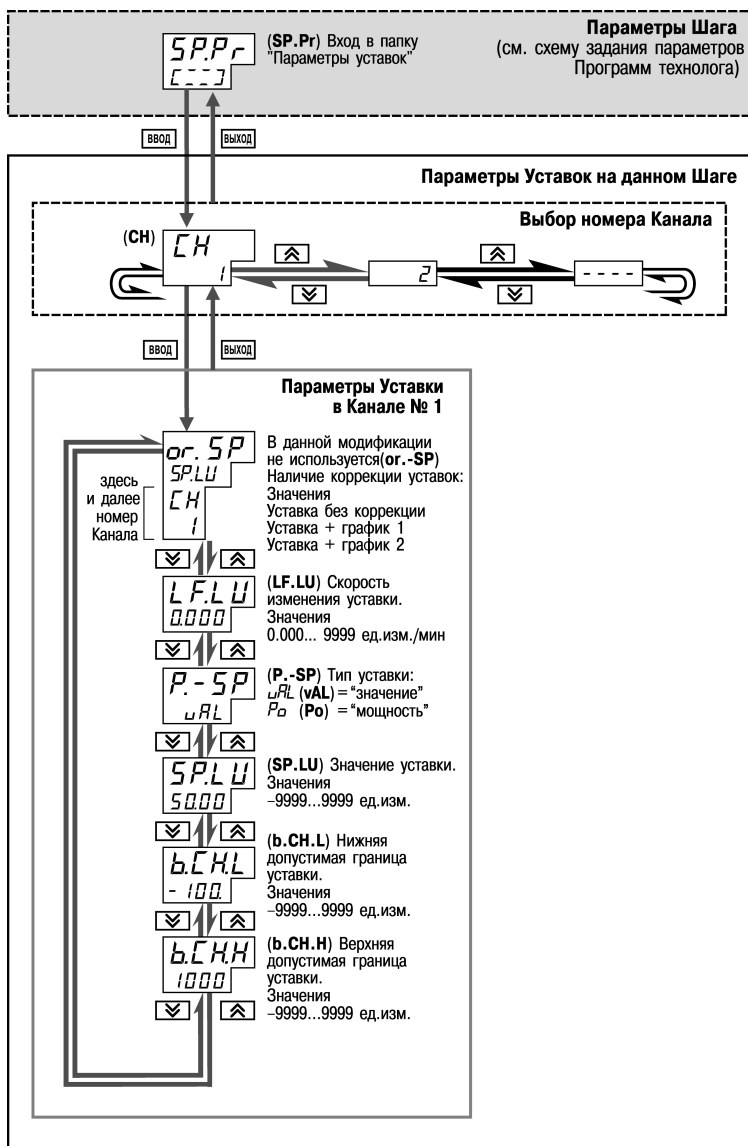 Параметры Шага
(см. схему задания параметров
Программ технолога)
SP.Pr
[---]
(SP.Pr) Вход в папку
"Параметры уставок"
ВВОД
ВЫХОД
Параметры Уставок на данном Шаге
Выбор номера Канала
(CH)
CH
1
2
- - - -
ВВОД
ВЫХОД
Параметры Уставки
в Канале № 1
or. SP
SP.LU
CH
1
здесь
и далее
номер
Канала
В данной модификации
не используется(or.-SP)
Наличие коррекции уставок:
Значения
Уставка без коррекции
Уставка + график 1
Уставка + график 2
LF.LU
0.000
(LF.LU) Скорость
изменения уставки.
Значения
0.000... 9999 ед.изм./мин
P.-SP
vAL
(P.-SP) Тип уставки:
vAL (vAL) = “значение”
Po (Po) = “мощность”
SP.LU
50.00
(SP.LU) Значение уставки.
Значения
–9999...9999 ед.изм.
b.CH.L
- 100.
(b.CH.L) Нижняя
допустимая граница
уставки.
Значения
–9999...9999 ед.изм.
b.CH.H
1000
(b.CH.H) Верхняя
допустимая граница
уставки.
Значения
–9999...9999 ед.изм.